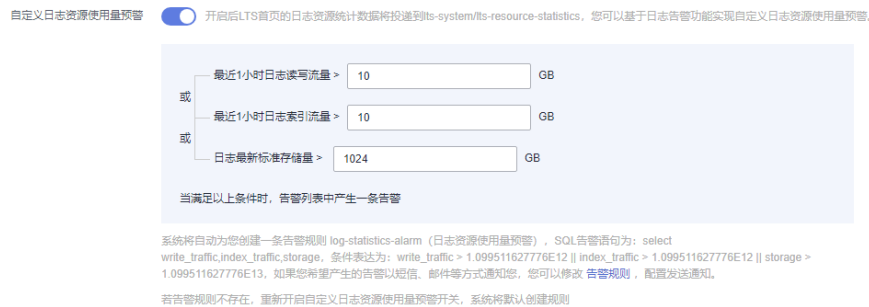 自定义日志资源使用量预警 开启后LTS首页的日志资源统计数据将投递到lts-system/lts-resource-statistics，您可以基于日志告警功能实现自定义日志资源使用量预警。
最近1小时日志读写流量 > 10 GB
或
最近1小时日志索引流量 > 10 GB
或
日志最新标准存储量 > 1024 GB
当满足以上条件时，告警列表中产生一条告警
系统将自动为您创建一条告警规则 log-statistics-alarm（日志资源使用量预警），SQL告警语句为：select
write_traffic,index_traffic,storage，条件表达为：write_traffic > 1.099511627776E12 || index_traffic > 1.099511627776E12 || storage >
1.099511627776E13，如果您希望产生的告警以短信、邮件等方式通知您，您可以修改 告警规则 ，配置发送通知。
若告警规则不存在，重新开启自定义日志资源使用量预警开关，系统将默认创建规则